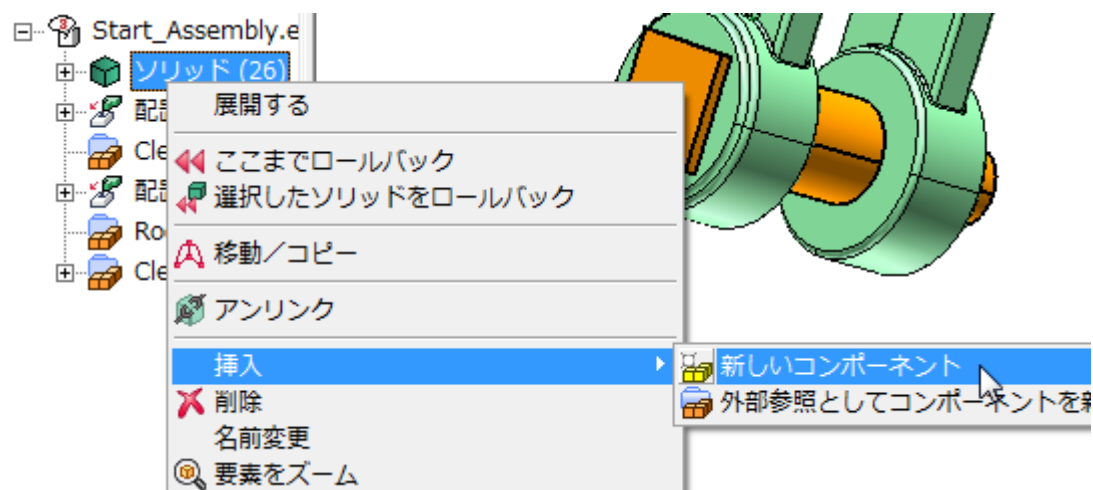 Start_Assembly.e
ソリッド (26)
展開する
配置
Cle
ここまでロールバック
配置
選択したソリッドをロールバック
Ro
移動／コピー
Cle
アンリンク
挿入
新しいコンポーネント
削除
外部参照としてコンポーネントを新
名前変更
要素をズーム